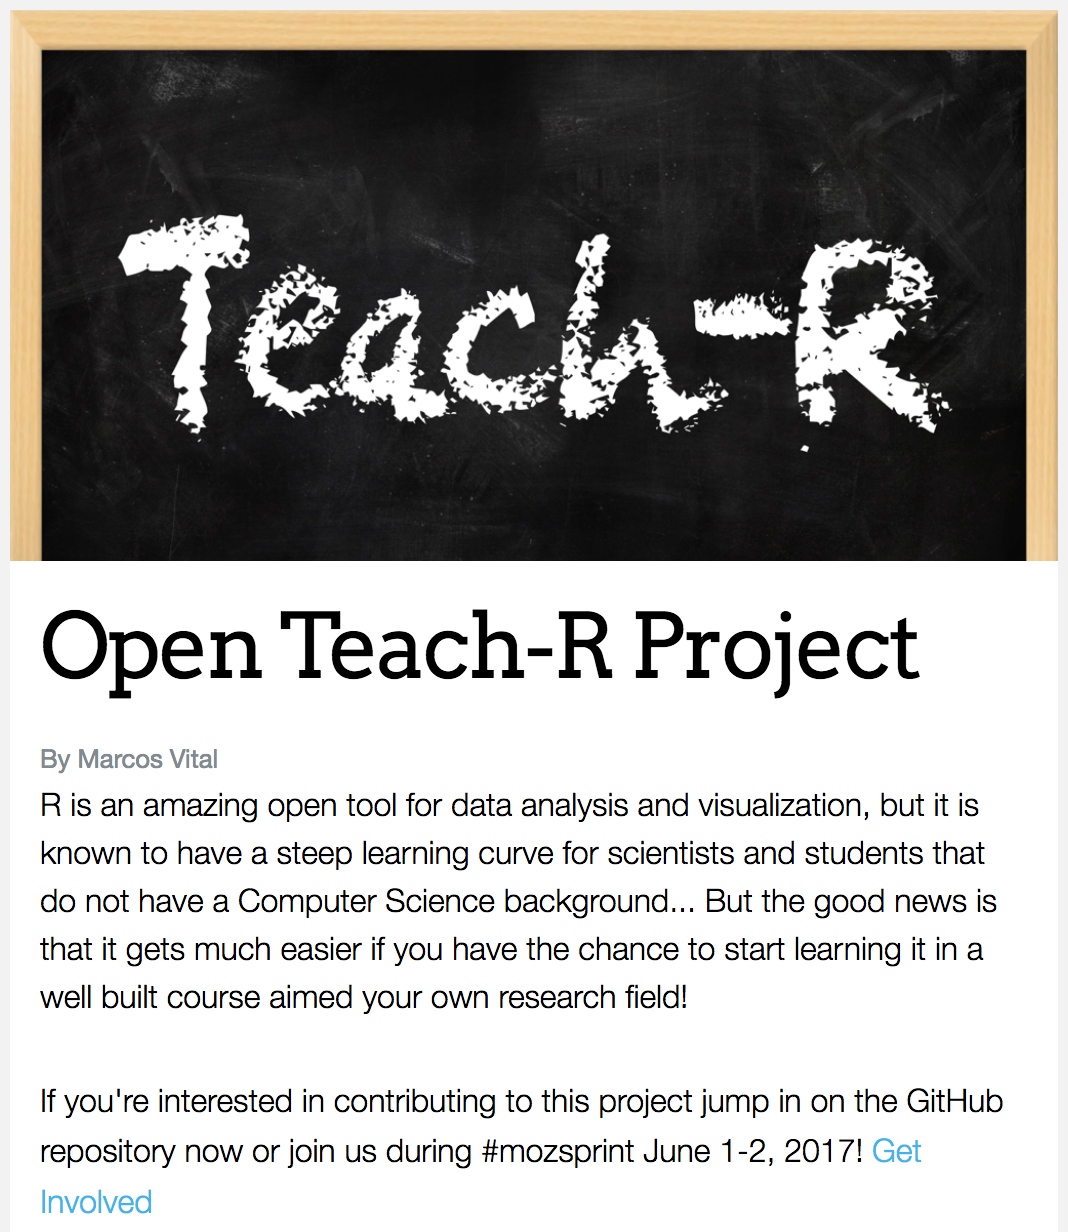 Teach-R
Open Teach-R Project
By Marcos Vital
R is an amazing open tool for data analysis and visualization, but it is
known to have a steep learning curve for scientists and students that
do not have a Computer Science background... But the good news is
that it gets much easier if you have the chance to start learning it in a
well built course aimed your own research field!
If you're interested in contributing to this project jump in on the GitHub
repository now or join us during #mozsprint June 1-2, 2017! Get
Involved